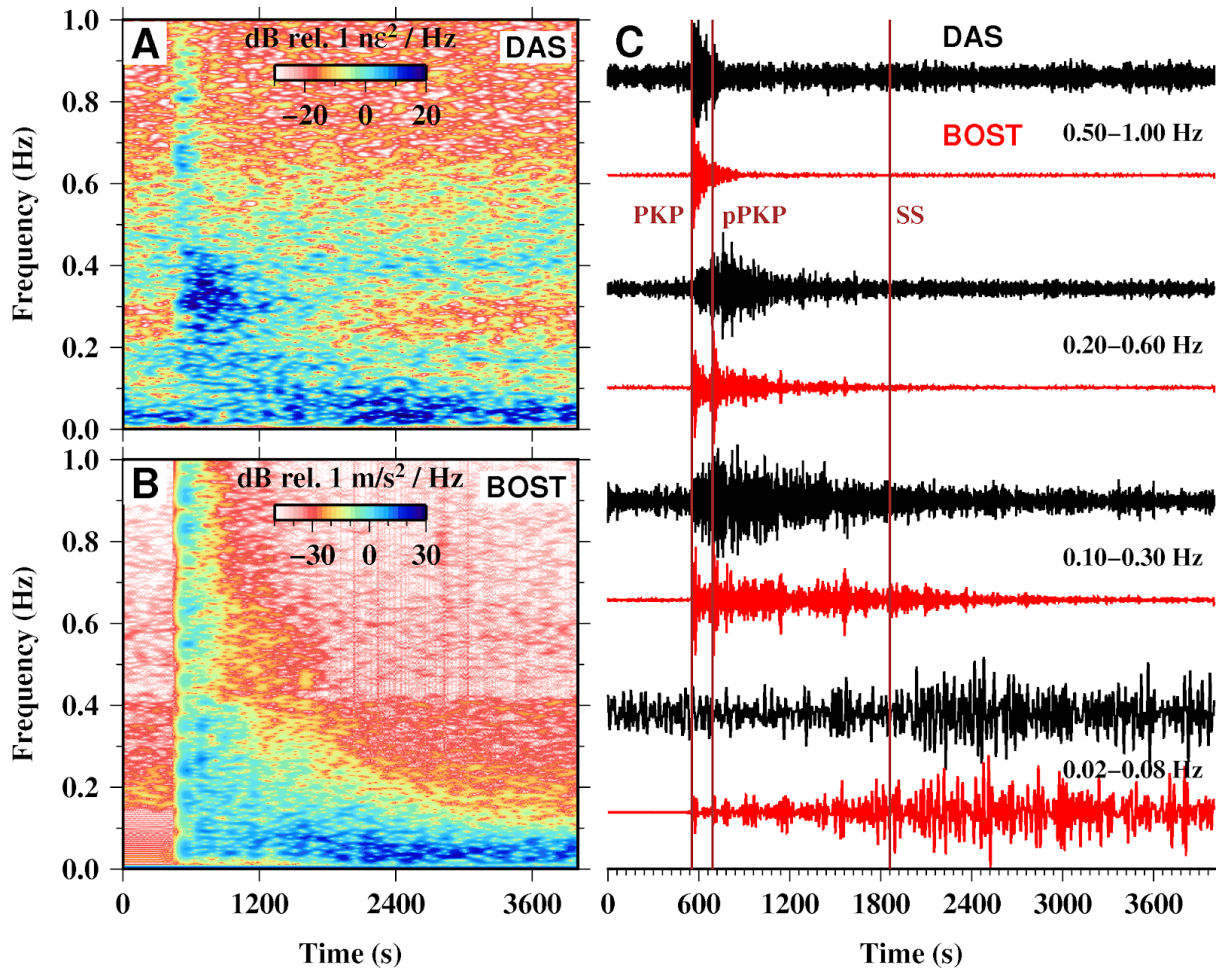 A
dB rel. 1 nε² / Hz
DAS
−20 0 20
Frequency (Hz)
1.0
0.8
0.6
0.4
0.2
0.0
B
dB rel. 1 m/s² / Hz
BOST
−30 0 30
Frequency (Hz)
1.0
0.8
0.6
0.4
0.2
0.0
0 1200 2400 3600
Time (s)
C
DAS
0.50−1.00 Hz
BOST
PKP pPKP SS
0.20−0.60 Hz
0.10−0.30 Hz
0.02−0.08 Hz
0 600 1200 1800 2400 3000 3600
Time (s)